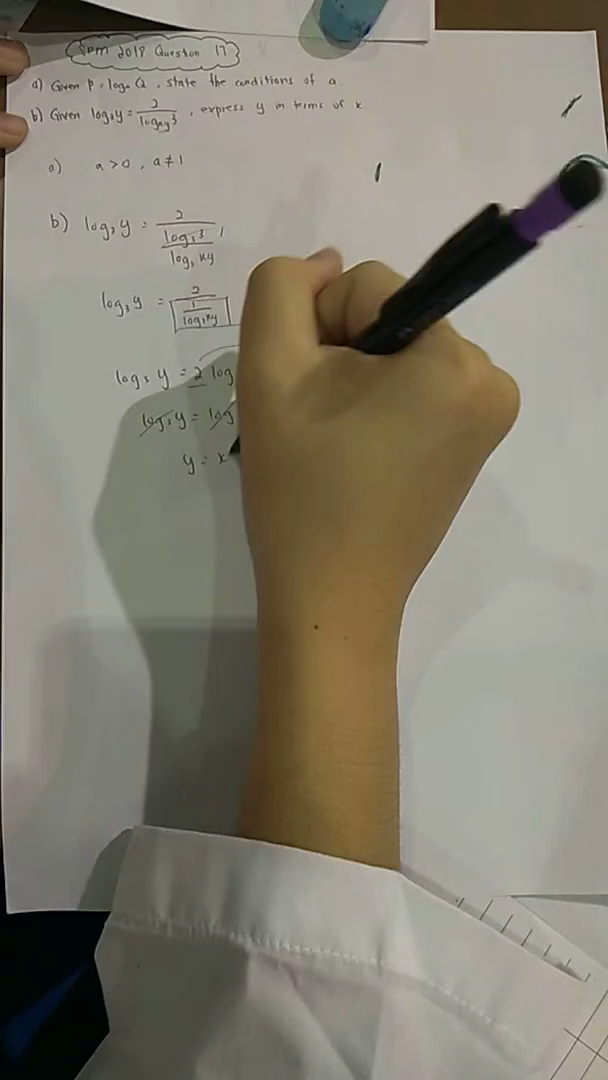 Spm 2018 Question 17
a) Given P = logₐ Q , state the conditions of a.
b) Given log₃ y = 2 / logₓᵧ 3 , express y in terms of x
a) a > 0 , a ≠ 1
b) log₃ y = 2 / (log₃ 3 / log₃ xy)
log₃ y = 2 / (1 / log₃ xy)
log₃ y = 2 log
log₃ y = log
y = x